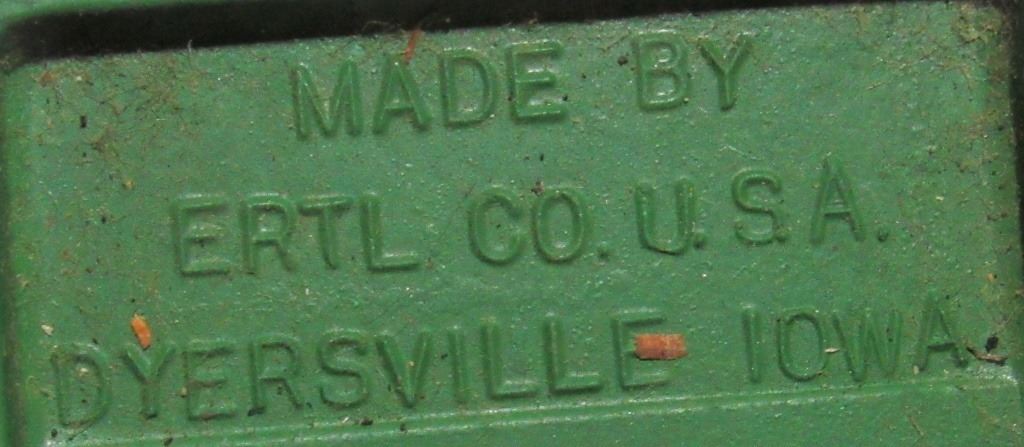 MADE BY
ERTL CO. U.S.A.
DYERSVILLE IOWA